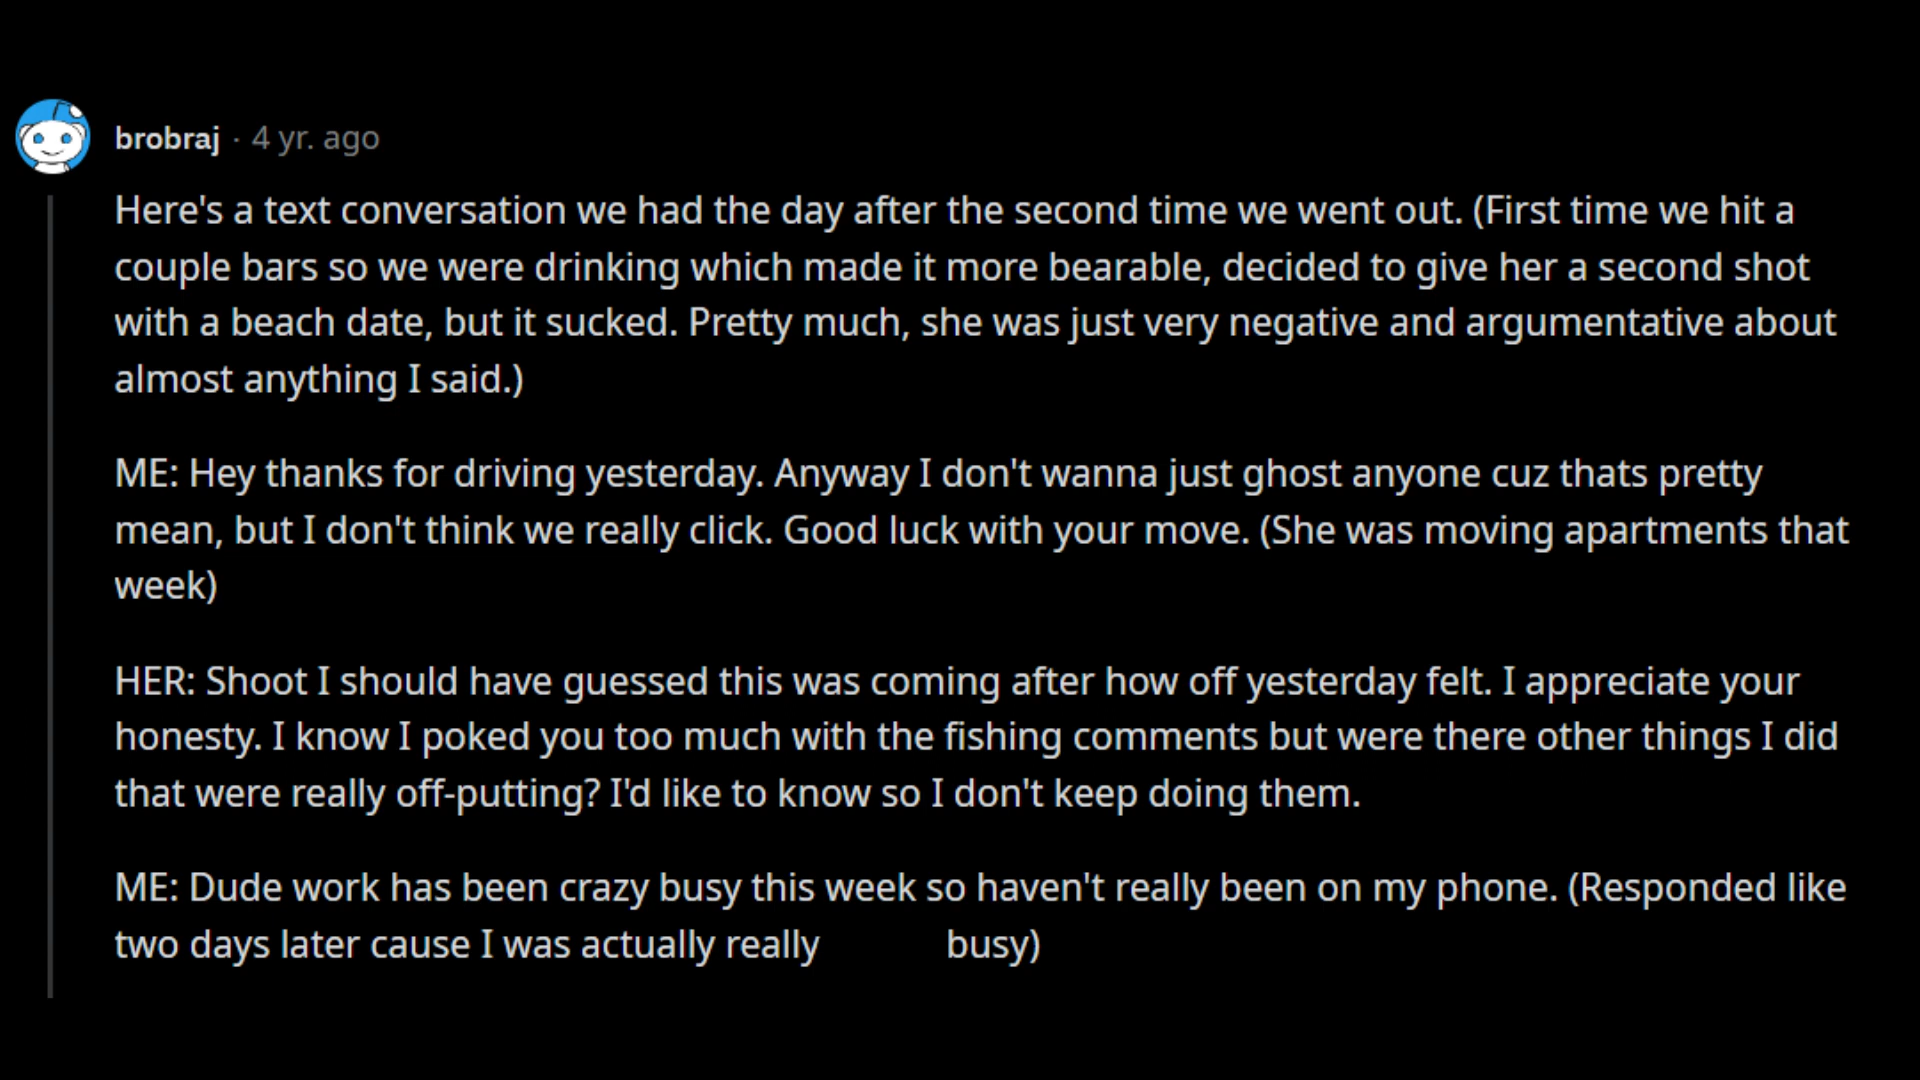 brobraj · 4 yr. ago
Here's a text conversation we had the day after the second time we went out. (First time we hit a
couple bars so we were drinking which made it more bearable, decided to give her a second shot
with a beach date, but it sucked. Pretty much, she was just very negative and argumentative about
almost anything I said.)
ME: Hey thanks for driving yesterday. Anyway I don't wanna just ghost anyone cuz thats pretty
mean, but I don't think we really click. Good luck with your move. (She was moving apartments that
week)
HER: Shoot I should have guessed this was coming after how off yesterday felt. I appreciate your
honesty. I know I poked you too much with the fishing comments but were there other things I did
that were really off-putting? I'd like to know so I don't keep doing them.
ME: Dude work has been crazy busy this week so haven't really been on my phone. (Responded like
two days later cause I was actually really busy)